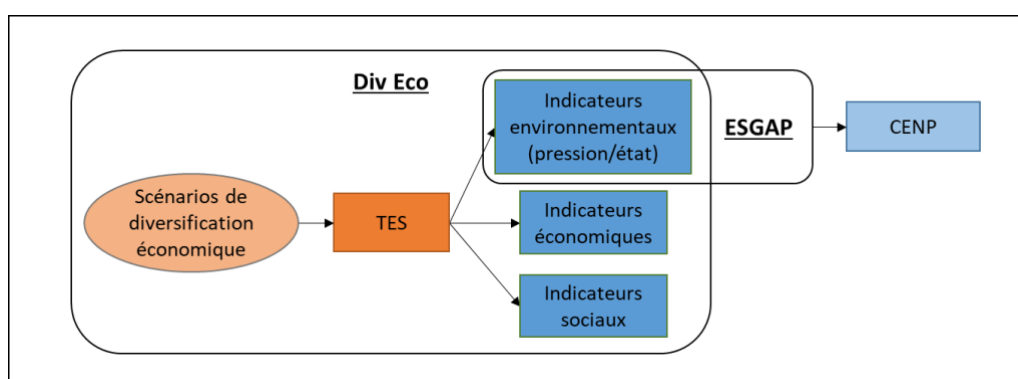 Div Eco
Indicateurs
environnementaux
(pression/état)
ESGAP
CENP
Scénarios de
diversification
économique
TES
Indicateurs
économiques
Indicateurs
sociaux